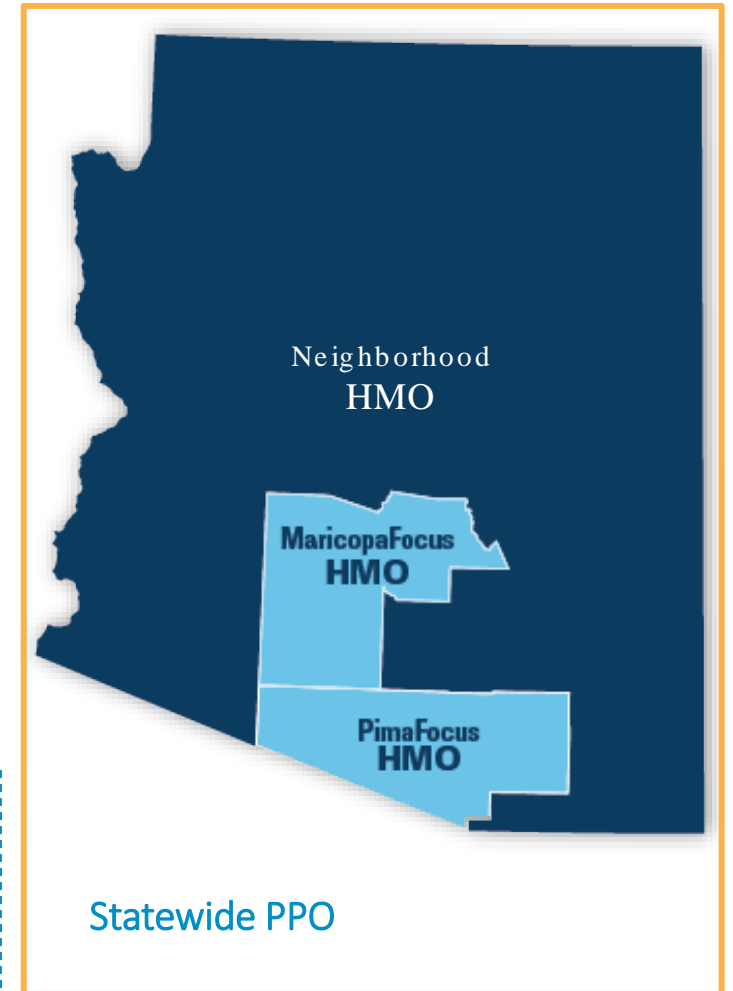 Neighborhood
HMO
MaricopaFocus
HMO
PimaFocus
HMO
Statewide PPO